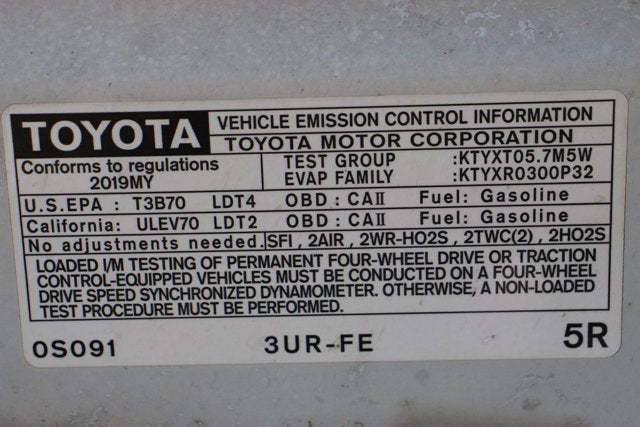 TOYOTA VEHICLE EMISSION CONTROL INFORMATION
TOYOTA MOTOR CORPORATION
Conforms to regulations
2019MY
TEST GROUP :KTYXT05.7M5W
EVAP FAMILY :KTYXR0300P32
U.S.EPA : T3B70 LDT4 OBD : CAII Fuel: Gasoline
California: ULEV70 LDT2 OBD : CAII Fuel: Gasoline
No adjustments needed. SFI , 2AIR , 2WR-HO2S , 2TWC(2) , 2HO2S
LOADED I/M TESTING OF PERMANENT FOUR-WHEEL DRIVE OR TRACTION
CONTROL-EQUIPPED VEHICLES MUST BE CONDUCTED ON A FOUR-WHEEL
DRIVE SPEED SYNCHRONIZED DYNAMOMETER. OTHERWISE, A NON-LOADED
TEST PROCEDURE MUST BE PERFORMED.
0S091 3UR-FE 5R